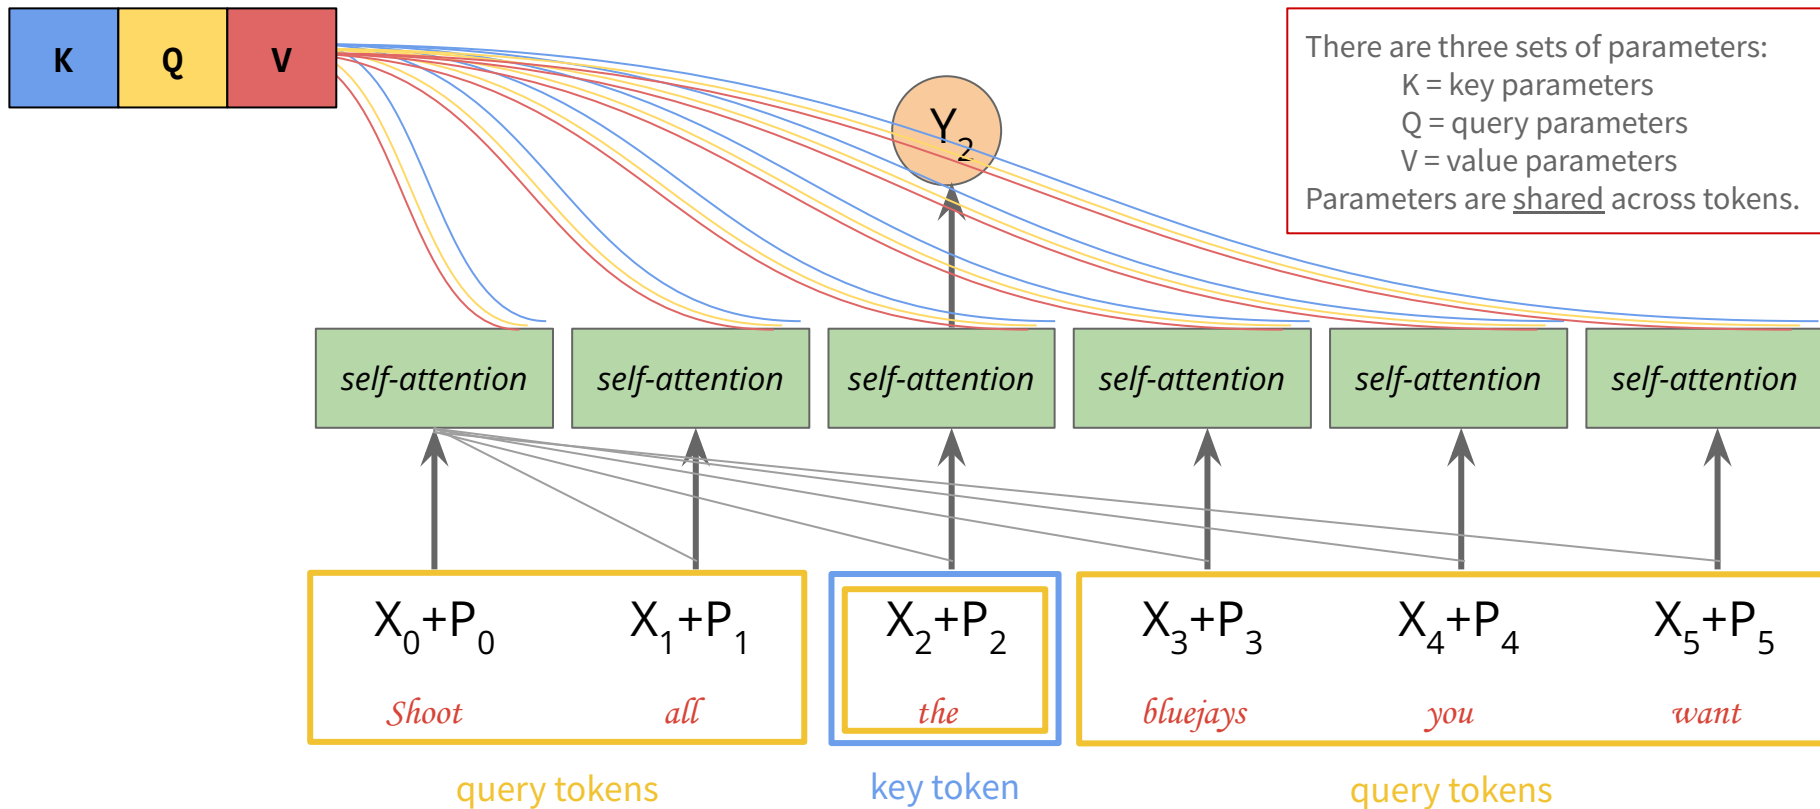 K Q V
There are three sets of parameters:
K = key parameters
Q = query parameters
V = value parameters
Parameters are shared across tokens.
Y2
self-attention self-attention self-attention self-attention self-attention self-attention
X0+P0 X1+P1 X2+P2 X3+P3 X4+P4 X5+P5
Shoot all the bluejays you want
query tokens key token query tokens